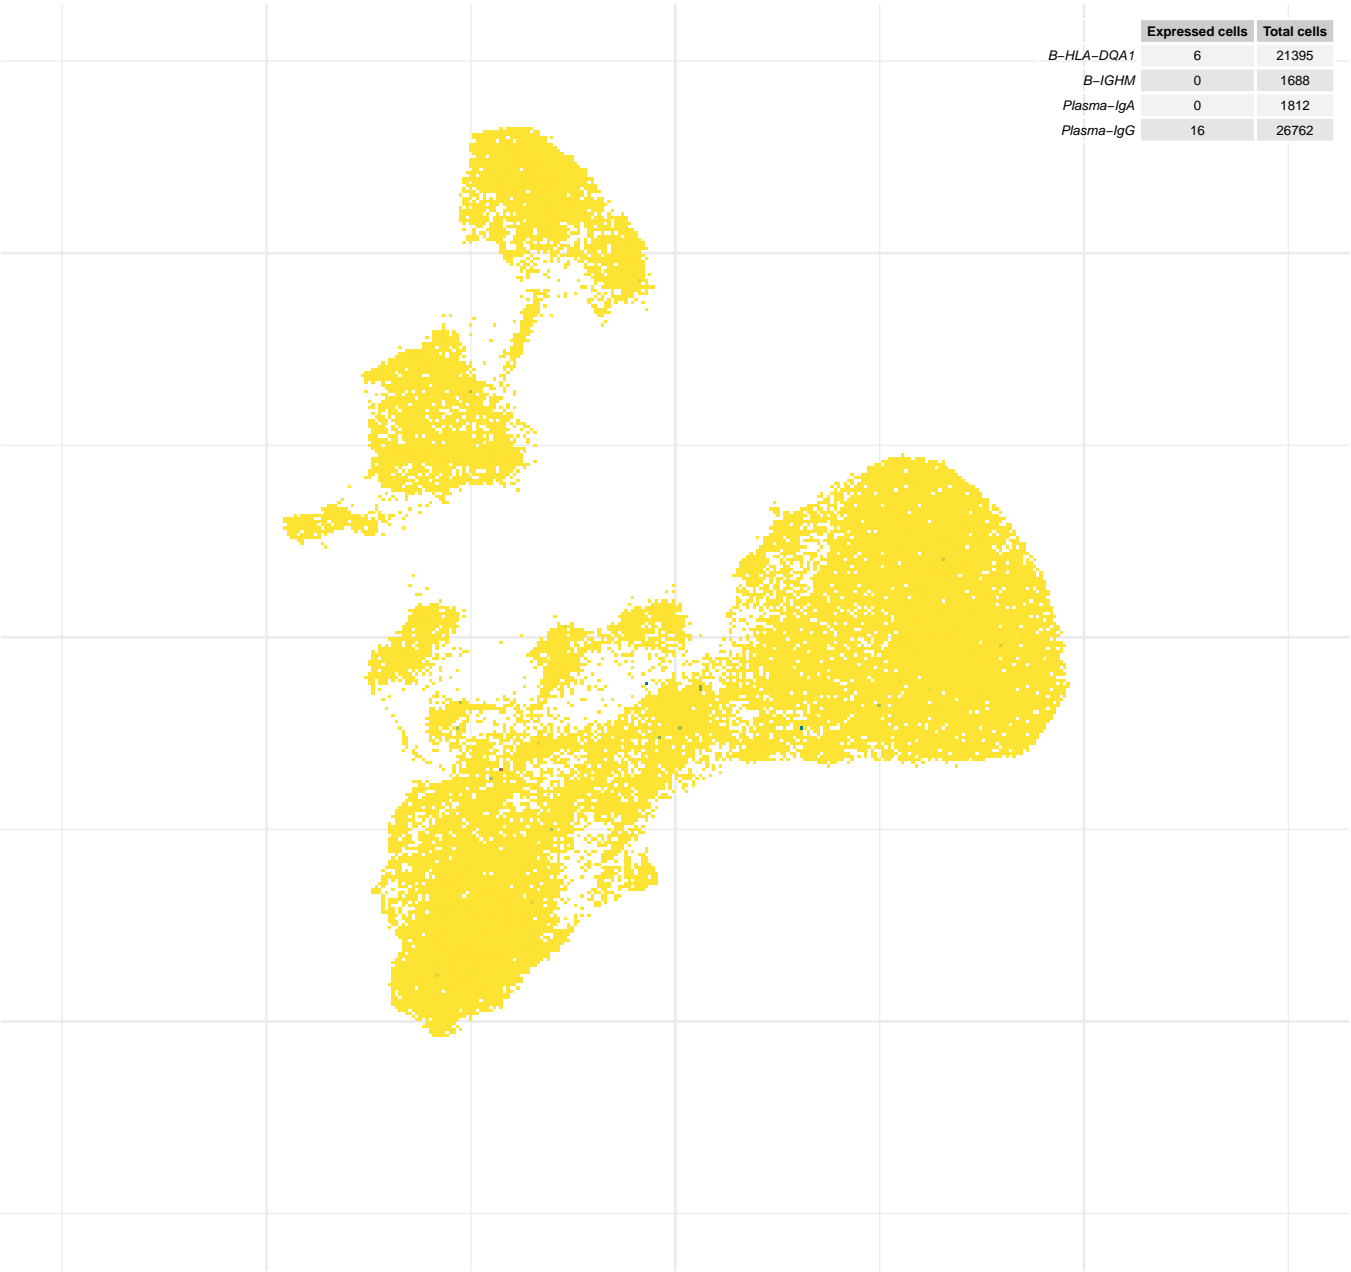 Expressed cells Total cells
B−HLA−DQA1 6 21395
B−IGHM 0 1688
Plasma−IgA 0 1812
Plasma−IgG 16 26762